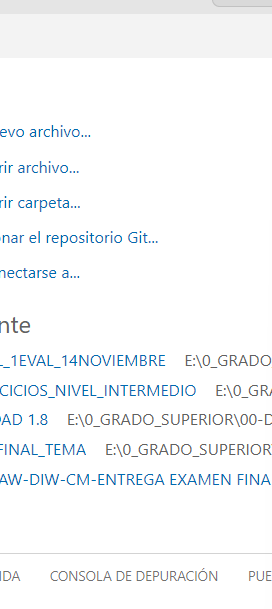 evo archivo...
rir archivo...
rir carpeta...
nar el repositorio Git...
nectarse a...
nte
_1EVAL_14NOVIEMBRE E:\0_GRADO
CICIOS_NIVEL_INTERMEDIO E:\0_GRA
AD 1.8 E:\0_GRADO_SUPERIOR\00-D
FINAL_TEMA E:\0_GRADO_SUPERIOR\
AW-DIW-CM-ENTREGA EXAMEN FINA
IDA CONSOLA DE DEPURACIÓN PUE